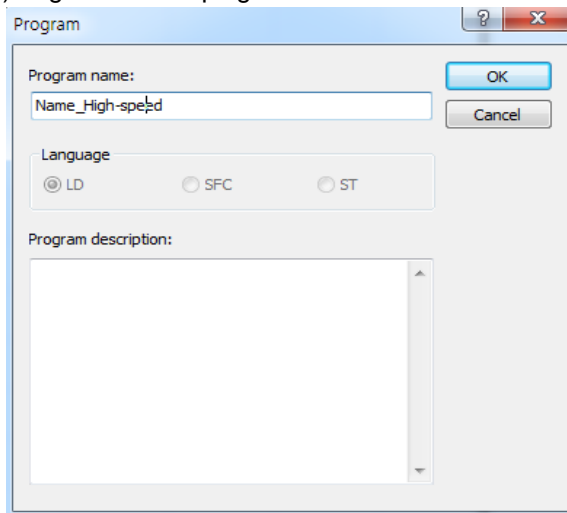 Program
?
X
Program name:
OK
Name_High-speed
Cancel
Language
LD SFC ST
Program description: